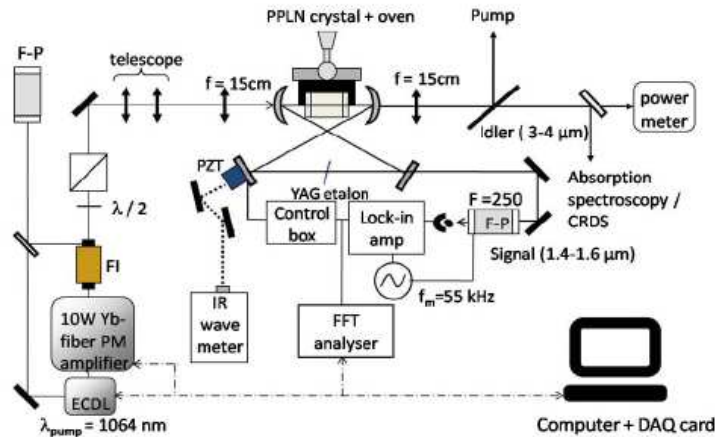 PPLN crystal + oven
Pump
F-P
telescope
f = 15cm
f = 15cm
power
meter
Idler ( 3-4 µm)
PZT
λ / 2
YAG etalon
F =250
Absorption
spectroscopy /
CRDS
Control
box
Lock-in
amp
F-P
FI
Signal (1.4-1.6 µm)
IR
wave
meter
fm=55 kHz
10W Yb-
fiber PM
amplifier
FFT
analyser
ECDL
λpump = 1064 nm
Computer + DAQ card